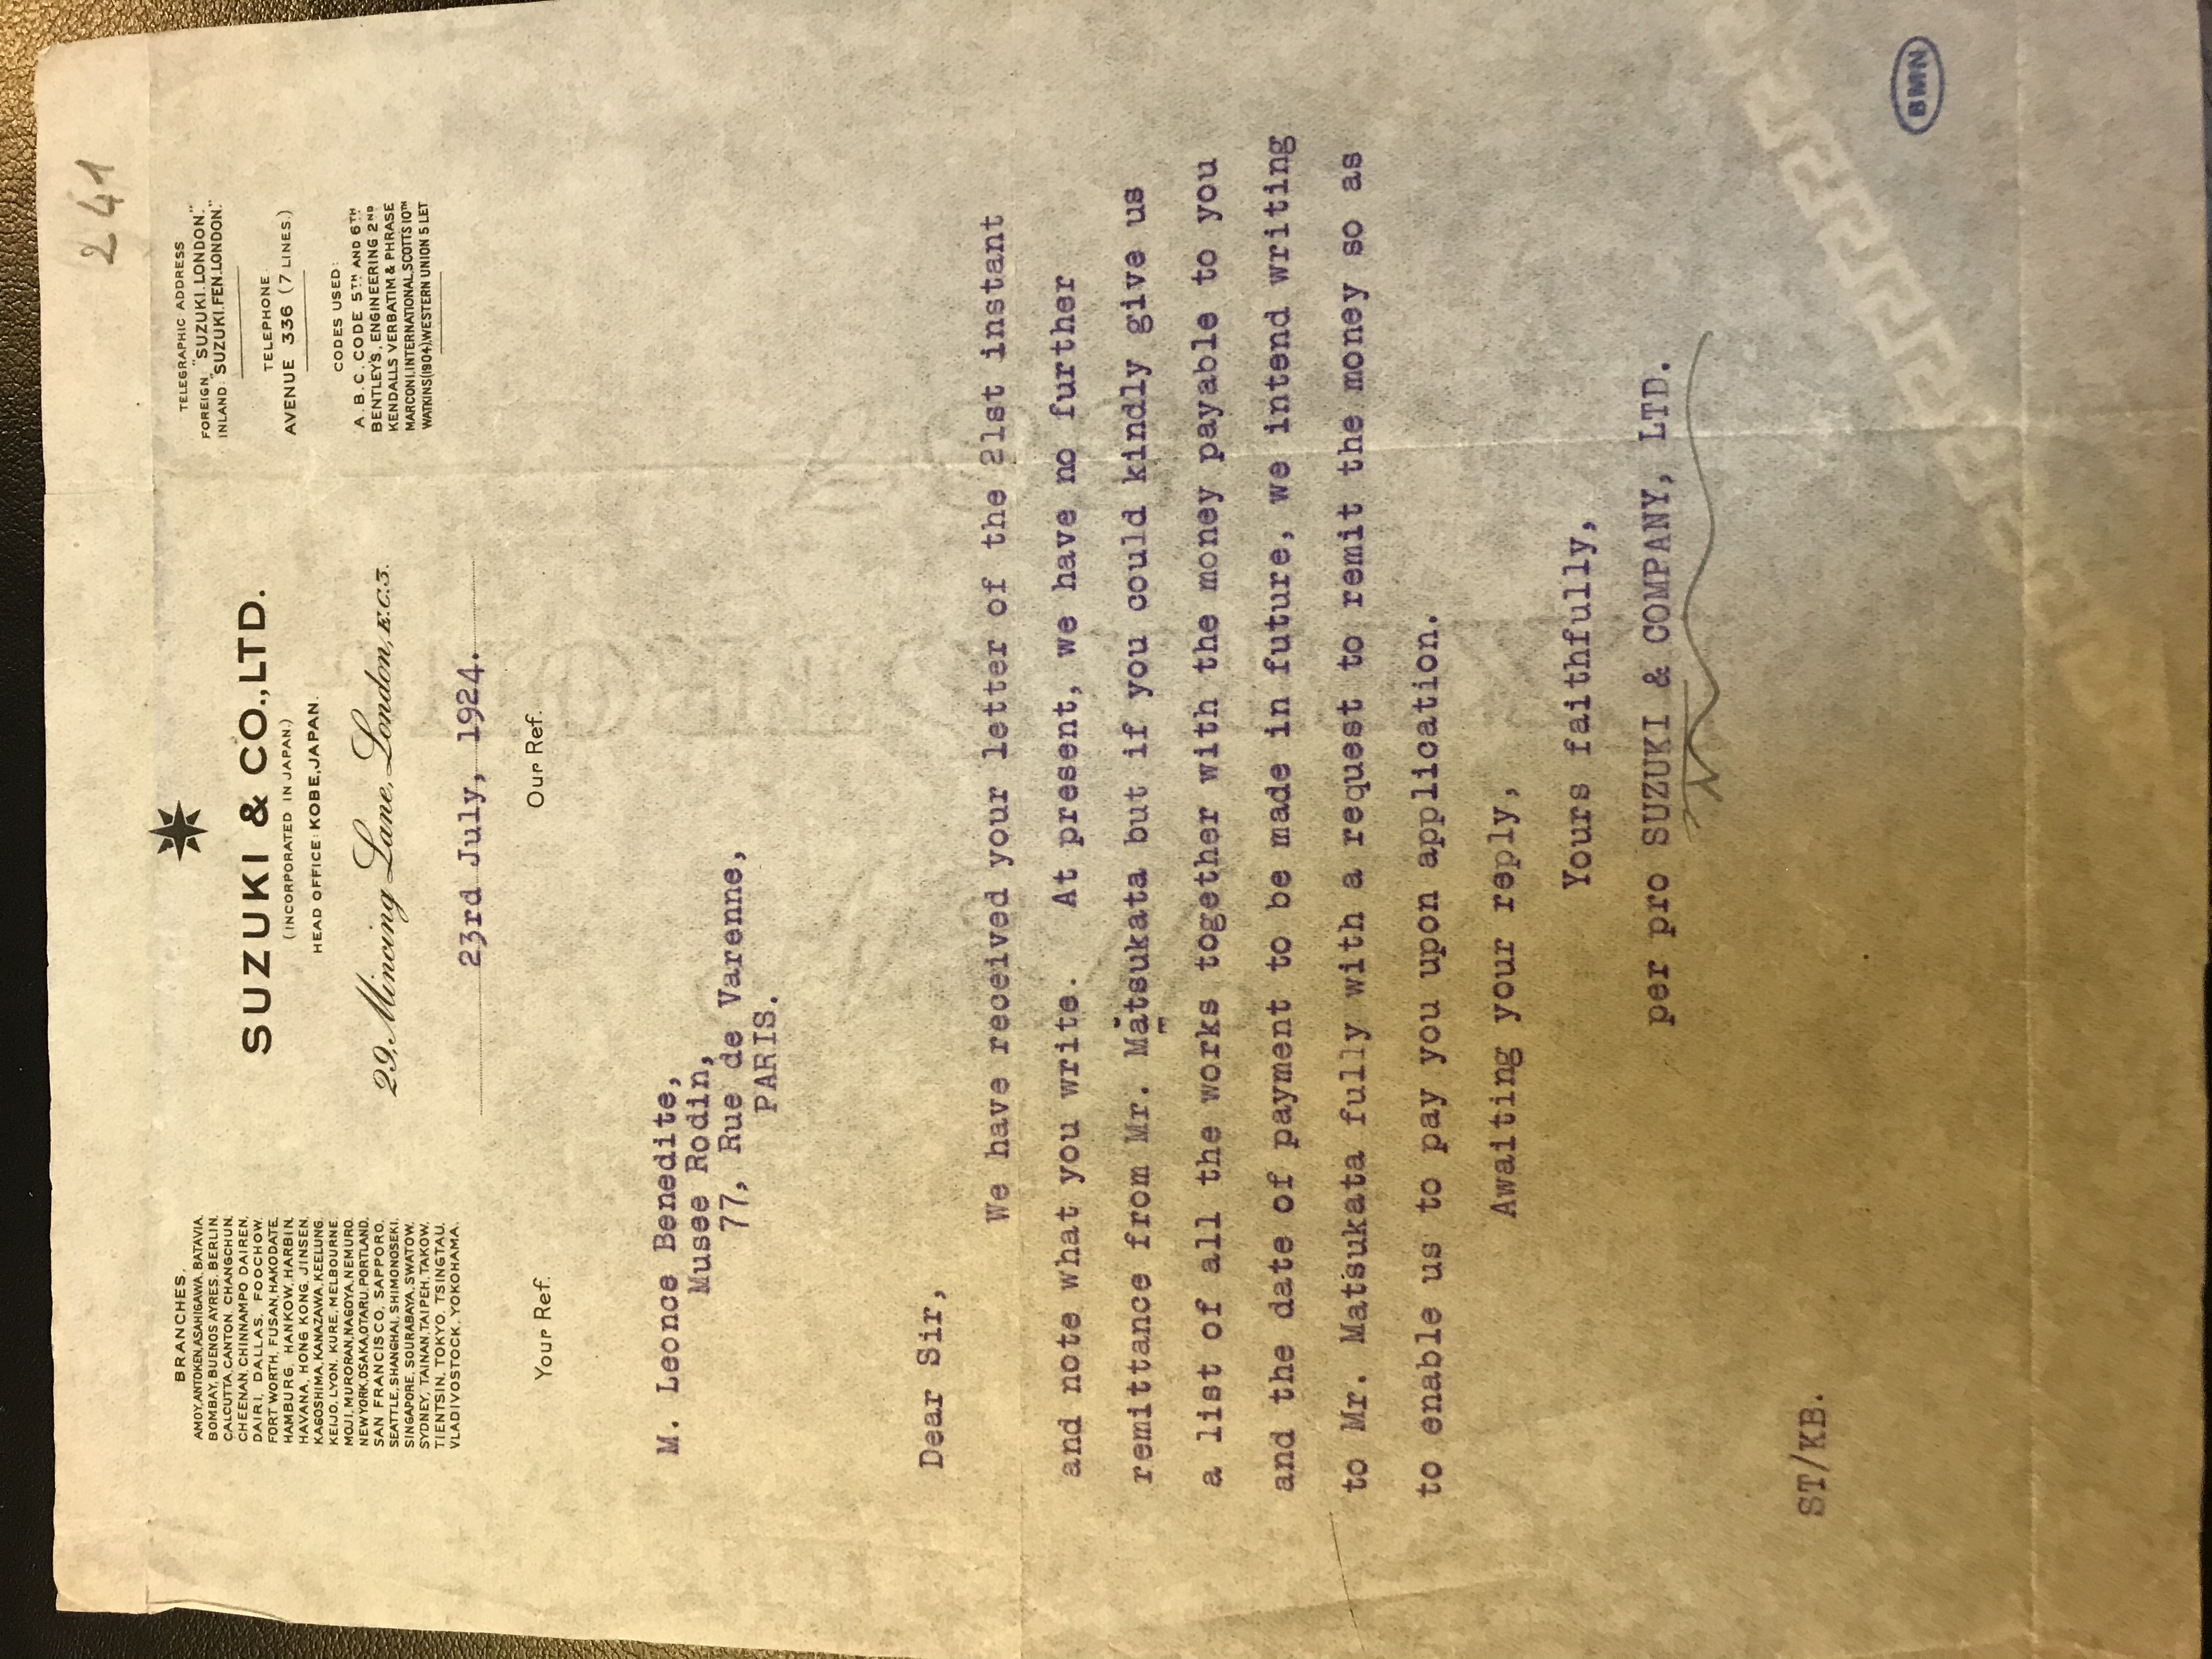 241
BRANCHES.
AMOY, ANTOKEN, ASAHIGAWA, BATAVIA,
BOMBAY, BUENOS AYRES, BERLIN,
CALCUTTA, CANTON, CHANGCHUN,
CHEENAN, CHINNAMPO DAIREN,
DAIRI, DALLAS, FOOCHOW,
FORT WORTH, FUSAN, HAKODATE,
HAMBURG, HANKOW, HARBIN,
HAVANA, HONG KONG, JINSEN,
KAGOSHIMA, KANAZAWA, KEELUNG,
KEIJO, LYON, KURE, MELBOURNE,
MOJI, MURORAN, NAGOYA, NEMURO,
NEW YORK, OSAKA, OTARU, PORTLAND,
SAN FRANCISCO, SAPPORO,
SEATTLE, SHANGHAI, SHIMONOSEKI,
SINGAPORE, SOURABAYA, SWATOW,
SYDNEY, TAINAN, TAIPEH, TAKOW,
TIENTSIN, TOKYO, TSINGTAU,
VLADIVOSTOCK, YOKOHAMA.
SUZUKI & CO., LTD.
(INCORPORATED IN JAPAN)
HEAD OFFICE: KOBE, JAPAN.
29, Mincing Lane, London, E.C.3.
TELEGRAPHIC ADDRESS
FOREIGN, "SUZUKI. LONDON."
INLAND: "SUZUKI. FEN. LONDON."
TELEPHONE
AVENUE 336 (7 LINES.)
CODES USED:
A.B.C. CODE 5TH AND 6TH
BENTLEY'S, ENGINEERING 2ND
KENDALLS VERBATIM & PHRASE
MARCONI, INTERNATIONAL, SCOTTS 10TH
WATKINS (1904), WESTERN UNION 5 LET
23rd July, 1924.
Your Ref.
Our Ref.
M. Leonce Benedite,
Musee Rodin,
77, Rue de Varenne,
PARIS.
Dear Sir,
We have received your letter of the 21st instant
and note what you write. At present, we have no further
remittance from Mr. Matsukata but if you could kindly give us
a list of all the works together with the money payable to you
and the date of payment to be made in future, we intend writing
to Mr. Matsukata fully with a request to remit the money so as
to enable us to pay you upon application.
Awaiting your reply,
Yours faithfully,
per pro SUZUKI & COMPANY, LTD.
ST/KB.
BMN